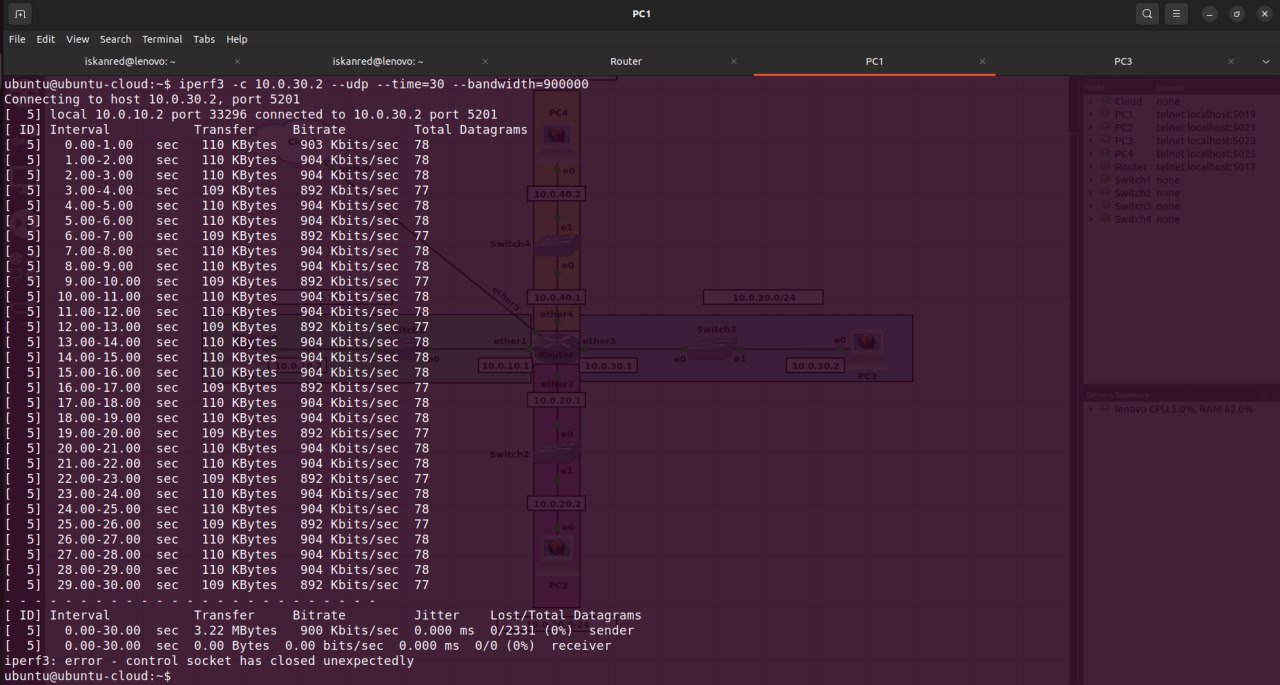 PC1
File Edit View Search Terminal Tabs Help
iskanred@lenovo: ~ × iskanred@lenovo: ~ × Router × PC1 × PC3 ×
ubuntu@ubuntu-cloud:~$ iperf3 -c 10.0.30.2 --udp --time=30 --bandwidth=900000
Connecting to host 10.0.30.2, port 5201
[  5] local 10.0.10.2 port 33296 connected to 10.0.30.2 port 5201
[ ID] Interval           Transfer     Bitrate         Total Datagrams
[  5]   0.00-1.00   sec   110 KBytes   903 Kbits/sec  78
[  5]   1.00-2.00   sec   110 KBytes   904 Kbits/sec  78
[  5]   2.00-3.00   sec   110 KBytes   904 Kbits/sec  78
[  5]   3.00-4.00   sec   109 KBytes   892 Kbits/sec  77
[  5]   4.00-5.00   sec   110 KBytes   904 Kbits/sec  78
[  5]   5.00-6.00   sec   110 KBytes   904 Kbits/sec  78
[  5]   6.00-7.00   sec   109 KBytes   892 Kbits/sec  77
[  5]   7.00-8.00   sec   110 KBytes   904 Kbits/sec  78
[  5]   8.00-9.00   sec   110 KBytes   904 Kbits/sec  78
[  5]   9.00-10.00  sec   109 KBytes   892 Kbits/sec  77
[  5]  10.00-11.00  sec   110 KBytes   904 Kbits/sec  78
[  5]  11.00-12.00  sec   110 KBytes   904 Kbits/sec  78
[  5]  12.00-13.00  sec   109 KBytes   892 Kbits/sec  77
[  5]  13.00-14.00  sec   110 KBytes   904 Kbits/sec  78
[  5]  14.00-15.00  sec   110 KBytes   904 Kbits/sec  78
[  5]  15.00-16.00  sec   110 KBytes   904 Kbits/sec  78
[  5]  16.00-17.00  sec   109 KBytes   892 Kbits/sec  77
[  5]  17.00-18.00  sec   110 KBytes   904 Kbits/sec  78
[  5]  18.00-19.00  sec   110 KBytes   904 Kbits/sec  78
[  5]  19.00-20.00  sec   109 KBytes   892 Kbits/sec  77
[  5]  20.00-21.00  sec   110 KBytes   904 Kbits/sec  78
[  5]  21.00-22.00  sec   110 KBytes   904 Kbits/sec  78
[  5]  22.00-23.00  sec   109 KBytes   892 Kbits/sec  77
[  5]  23.00-24.00  sec   110 KBytes   904 Kbits/sec  78
[  5]  24.00-25.00  sec   110 KBytes   904 Kbits/sec  78
[  5]  25.00-26.00  sec   109 KBytes   892 Kbits/sec  77
[  5]  26.00-27.00  sec   110 KBytes   904 Kbits/sec  78
[  5]  27.00-28.00  sec   110 KBytes   904 Kbits/sec  78
[  5]  28.00-29.00  sec   110 KBytes   904 Kbits/sec  78
[  5]  29.00-30.00  sec   109 KBytes   892 Kbits/sec  77
- - - - - - - - - - - - - - - - - - - - - - - - -
[ ID] Interval           Transfer     Bitrate         Jitter    Lost/Total Datagrams
[  5]   0.00-30.00  sec  3.22 MBytes   900 Kbits/sec  0.000 ms  0/2331 (0%)  sender
[  5]   0.00-30.00  sec  0.00 Bytes  0.00 bits/sec  0.000 ms  0/0 (0%)  receiver
iperf3: error - control socket has closed unexpectedly
ubuntu@ubuntu-cloud:~$
PC4
e0
10.0.40.2
e1
Switch4
e0
10.0.40.1
ether4
ether5
10.0.30.0/24
ether1
Router
ether3
10.0.10.1
10.0.30.1
Switch3
e0
e1
10.0.30.2
e0
PC3
ether2
10.0.20.1
e0
Switch2
e1
10.0.20.2
e0
PC2
Cloud none
PC1 telnet localhost:5019
PC2 telnet localhost:5021
PC3 telnet localhost:5023
PC4 telnet localhost:5025
Router telnet localhost:5017
Switch1 none
Switch2 none
Switch3 none
Switch4 none
Servers Summary
lenovo CPU 5.0%, RAM 62.0%